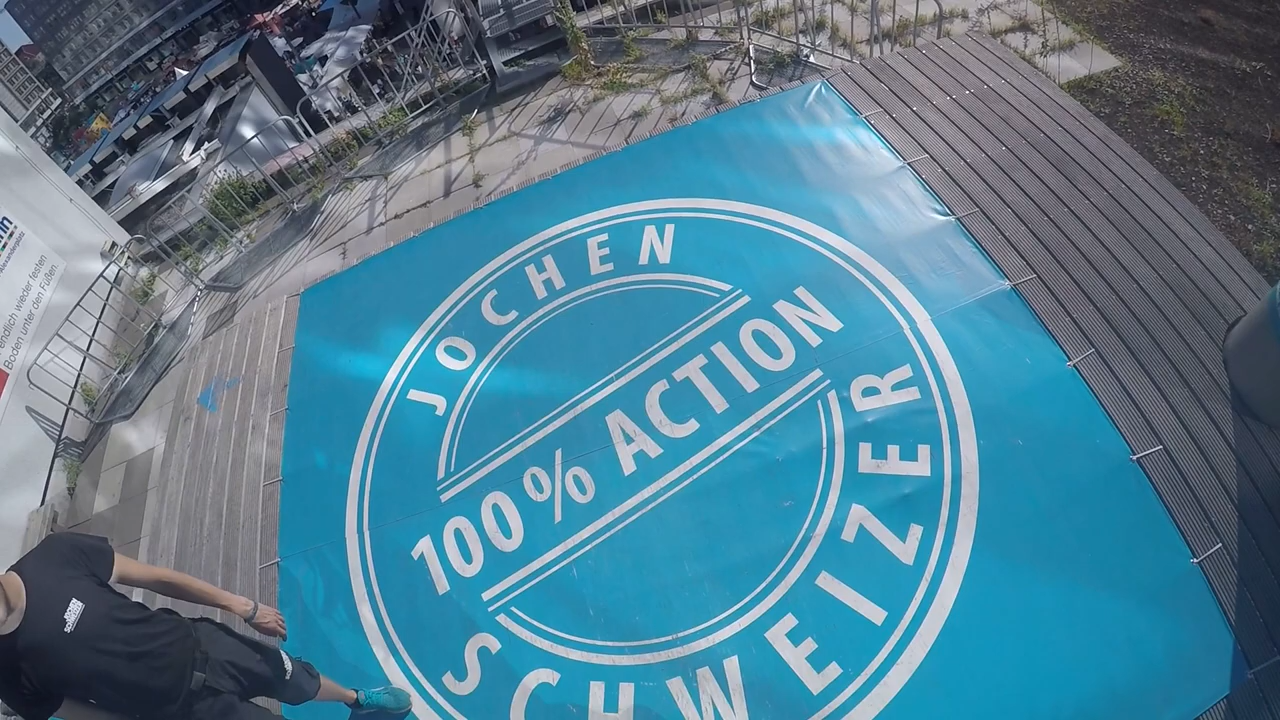 JOCHEN
100% ACTION
SCHWEIZER
endlich wieder festen
Boden unter den Füßen.